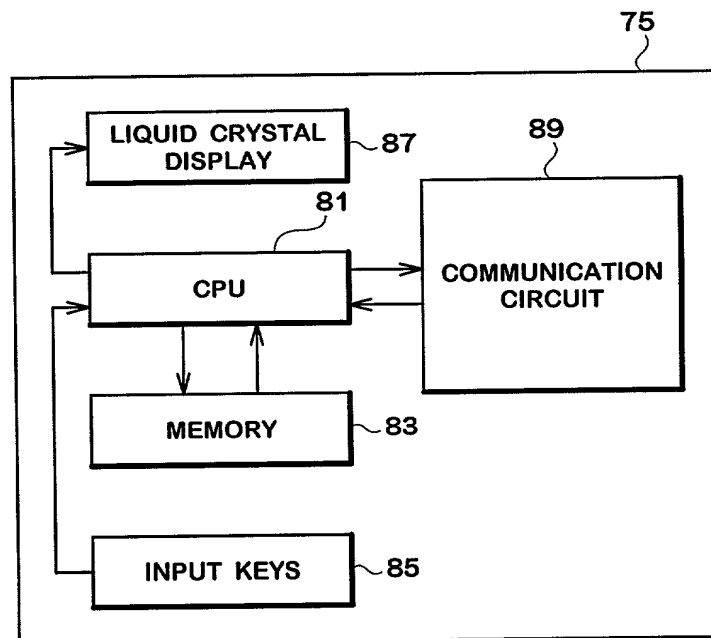 75
LIQUID CRYSTAL
DISPLAY
87
89
81
CPU
COMMUNICATION
CIRCUIT
MEMORY
83
INPUT KEYS
85